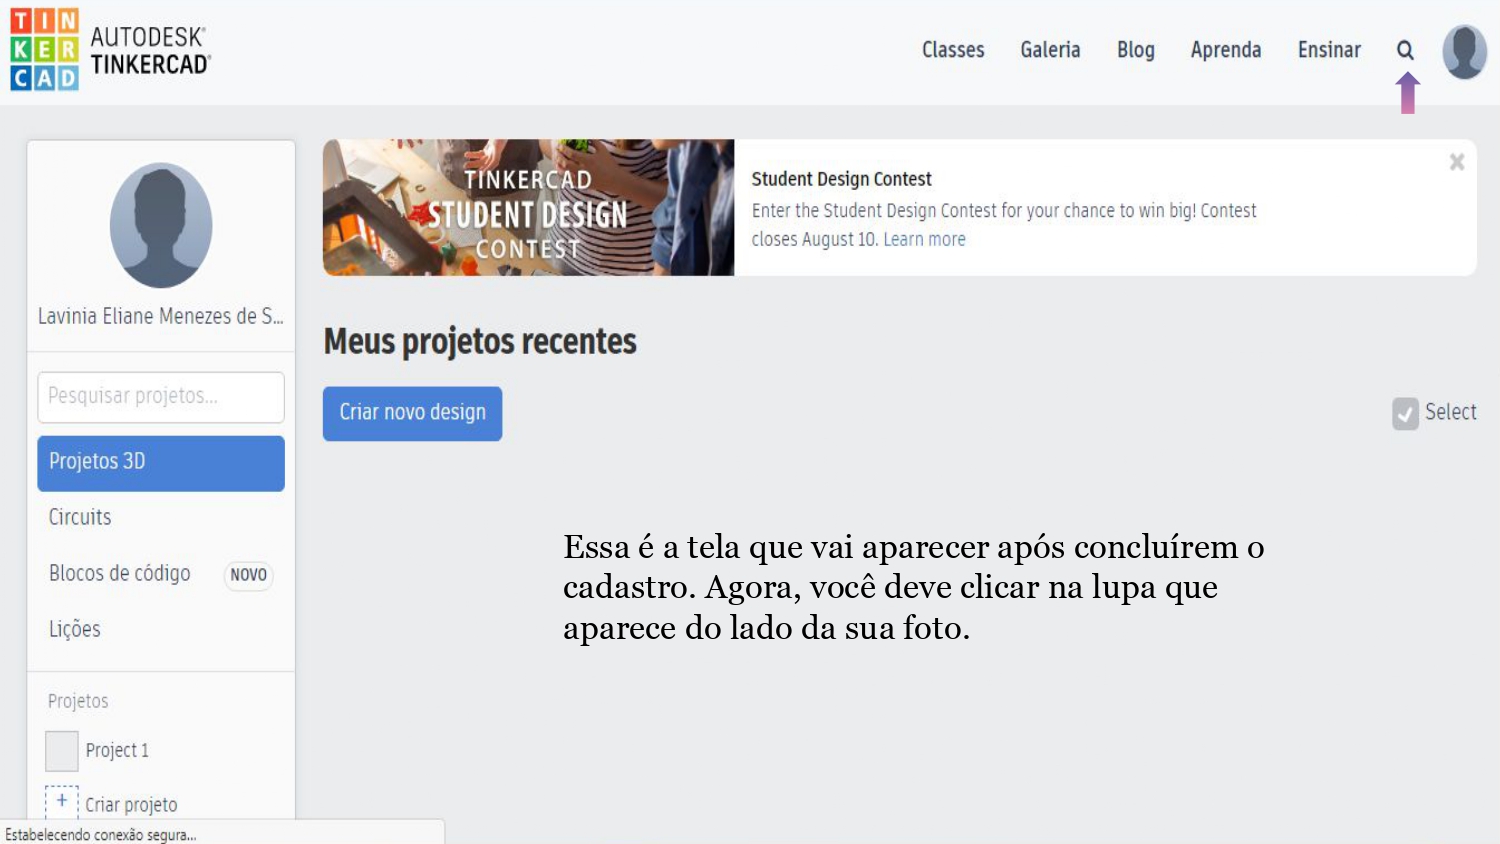 TIN
KER
CAD
AUTODESK®
TINKERCAD®
Classes Galeria Blog Aprenda Ensinar
TINKERCAD
STUDENT DESIGN
CONTEST
Student Design Contest
Enter the Student Design Contest for your chance to win big! Contest
closes August 10. Learn more
Lavinia Eliane Menezes de S...
Pesquisar projetos...
Projetos 3D
Circuits
Blocos de código NOVO
Lições
Projetos
Project 1
Criar projeto
Meus projetos recentes
Criar novo design
Select
Essa é a tela que vai aparecer após concluírem o
cadastro. Agora, você deve clicar na lupa que
aparece do lado da sua foto.
Estabelecendo conexão segura...